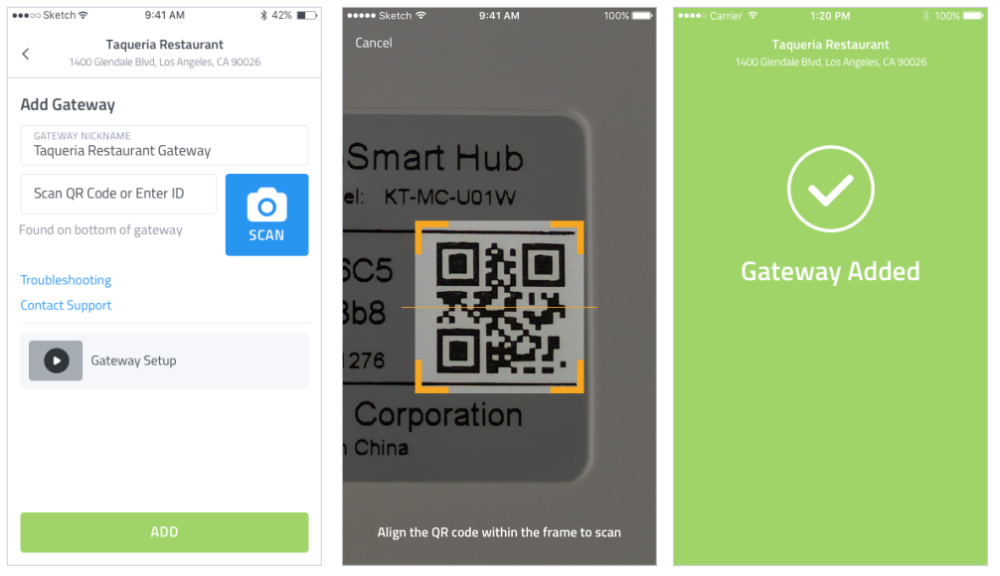 Sketch 9:41 AM 42%
Taqueria Restaurant
1400 Glendale Blvd, Los Angeles, CA 90026
Add Gateway
GATEWAY NICKNAME
Taqueria Restaurant Gateway
Scan QR Code or Enter ID
SCAN
Found on bottom of gateway
Troubleshooting
Contact Support
Gateway Setup
ADD
Sketch 9:41 AM 100%
Cancel
Smart Hub
el: KT-MC-U01W
6C5
3b8
1276
Corporation
n China
Align the QR code within the frame to scan
Carrier 1:20 PM 100%
Taqueria Restaurant
1400 Glendale Blvd, Los Angeles, CA 90026
Gateway Added